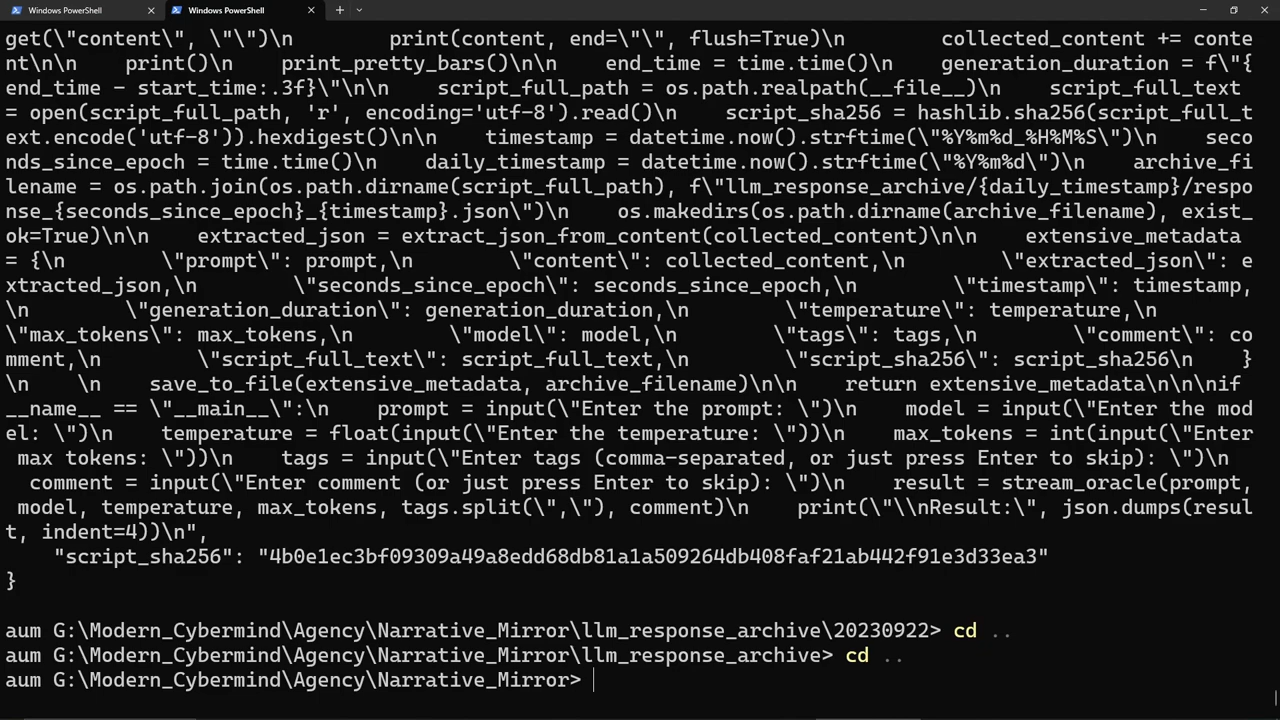 Windows PowerShell Windows PowerShell
get(\"content\", \"\")\n        print(content, end=\"\", flush=True)\n        collected_content += conte
nt\n\n    print()\n    print_pretty_bars()\n\n    end_time = time.time()\n    generation_duration = f\"{
end_time - start_time:.3f}\"\n\n    script_full_path = os.path.realpath(__file__)\n    script_full_text 
= open(script_full_path, 'r', encoding='utf-8').read()\n    script_sha256 = hashlib.sha256(script_full_t
ext.encode('utf-8')).hexdigest()\n\n    timestamp = datetime.now().strftime(\"%Y%m%d_%H%M%S\")\n    seco
nds_since_epoch = time.time()\n    daily_timestamp = datetime.now().strftime(\"%Y%m%d\")\n    archive_fi
lename = os.path.join(os.path.dirname(script_full_path), f\"llm_response_archive/{daily_timestamp}/respo
nse_{seconds_since_epoch}_{timestamp}.json\")\n    os.makedirs(os.path.dirname(archive_filename), exist_
ok=True)\n\n    extracted_json = extract_json_from_content(collected_content)\n\n    extensive_metadata 
= {\n        \"prompt\": prompt,\n        \"content\": collected_content,\n        \"extracted_json\": e
xtracted_json,\n        \"seconds_since_epoch\": seconds_since_epoch,\n        \"timestamp\": timestamp,
\n        \"generation_duration\": generation_duration,\n        \"temperature\": temperature,\n        
\"max_tokens\": max_tokens,\n        \"model\": model,\n        \"tags\": tags,\n        \"comment\": co
mment,\n        \"script_full_text\": script_full_text,\n        \"script_sha256\": script_sha256\n    }
\n    \n    save_to_file(extensive_metadata, archive_filename)\n\n    return extensive_metadata\n\n\nif 
__name__ == \"__main__\":\n    prompt = input(\"Enter the prompt: \")\n    model = input(\"Enter the mod
el: \")\n    temperature = float(input(\"Enter the temperature: \"))\n    max_tokens = int(input(\"Enter
 max tokens: \"))\n    tags = input(\"Enter tags (comma-separated, or just press Enter to skip): \")\n  
  comment = input(\"Enter comment (or just press Enter to skip): \")\n    result = stream_oracle(prompt,
 model, temperature, max_tokens, tags.split(\",\"), comment)\n    print(\"\\nResult:\", json.dumps(resul
t, indent=4))\n",
    "script_sha256": "4b0e1ec3bf09309a49a8edd68db81a1a509264db408faf21ab442f91e3d33ea3"
}
aum G:\Modern_Cybermind\Agency\Narrative_Mirror\llm_response_archive\20230922> cd ..
aum G:\Modern_Cybermind\Agency\Narrative_Mirror\llm_response_archive> cd ..
aum G:\Modern_Cybermind\Agency\Narrative_Mirror>